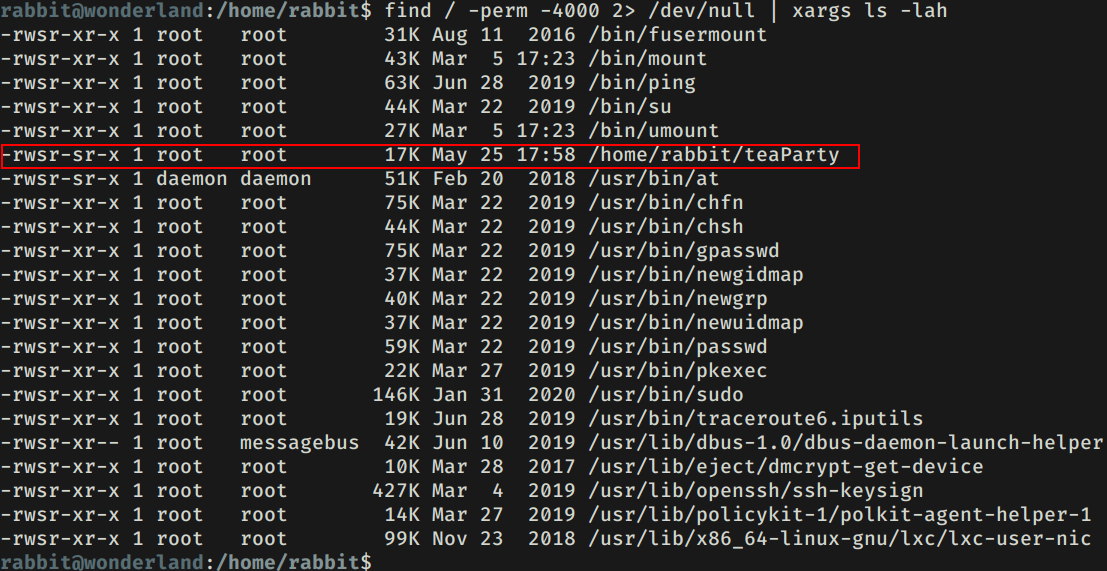 rabbit@wonderland:/home/rabbit$ find / -perm -4000 2> /dev/null | xargs ls -lah
-rwsr-xr-x 1 root   root        31K Aug 11  2016 /bin/fusermount
-rwsr-xr-x 1 root   root        43K Mar  5 17:23 /bin/mount
-rwsr-xr-x 1 root   root        63K Jun 28  2019 /bin/ping
-rwsr-xr-x 1 root   root        44K Mar 22  2019 /bin/su
-rwsr-xr-x 1 root   root        27K Mar  5 17:23 /bin/umount
-rwsr-sr-x 1 root   root        17K May 25 17:58 /home/rabbit/teaParty
-rwsr-sr-x 1 daemon daemon      51K Feb 20  2018 /usr/bin/at
-rwsr-xr-x 1 root   root        75K Mar 22  2019 /usr/bin/chfn
-rwsr-xr-x 1 root   root        44K Mar 22  2019 /usr/bin/chsh
-rwsr-xr-x 1 root   root        75K Mar 22  2019 /usr/bin/gpasswd
-rwsr-xr-x 1 root   root        37K Mar 22  2019 /usr/bin/newgidmap
-rwsr-xr-x 1 root   root        40K Mar 22  2019 /usr/bin/newgrp
-rwsr-xr-x 1 root   root        37K Mar 22  2019 /usr/bin/newuidmap
-rwsr-xr-x 1 root   root        59K Mar 22  2019 /usr/bin/passwd
-rwsr-xr-x 1 root   root        22K Mar 27  2019 /usr/bin/pkexec
-rwsr-xr-x 1 root   root       146K Jan 31  2020 /usr/bin/sudo
-rwsr-xr-x 1 root   root        19K Jun 28  2019 /usr/bin/traceroute6.iputils
-rwsr-xr-- 1 root   messagebus  42K Jun 10  2019 /usr/lib/dbus-1.0/dbus-daemon-launch-helper
-rwsr-xr-x 1 root   root        10K Mar 28  2017 /usr/lib/eject/dmcrypt-get-device
-rwsr-xr-x 1 root   root       427K Mar  4  2019 /usr/lib/openssh/ssh-keysign
-rwsr-xr-x 1 root   root        14K Mar 27  2019 /usr/lib/policykit-1/polkit-agent-helper-1
-rwsr-xr-x 1 root   root        99K Nov 23  2018 /usr/lib/x86_64-linux-gnu/lxc/lxc-user-nic
rabbit@wonderland:/home/rabbit$